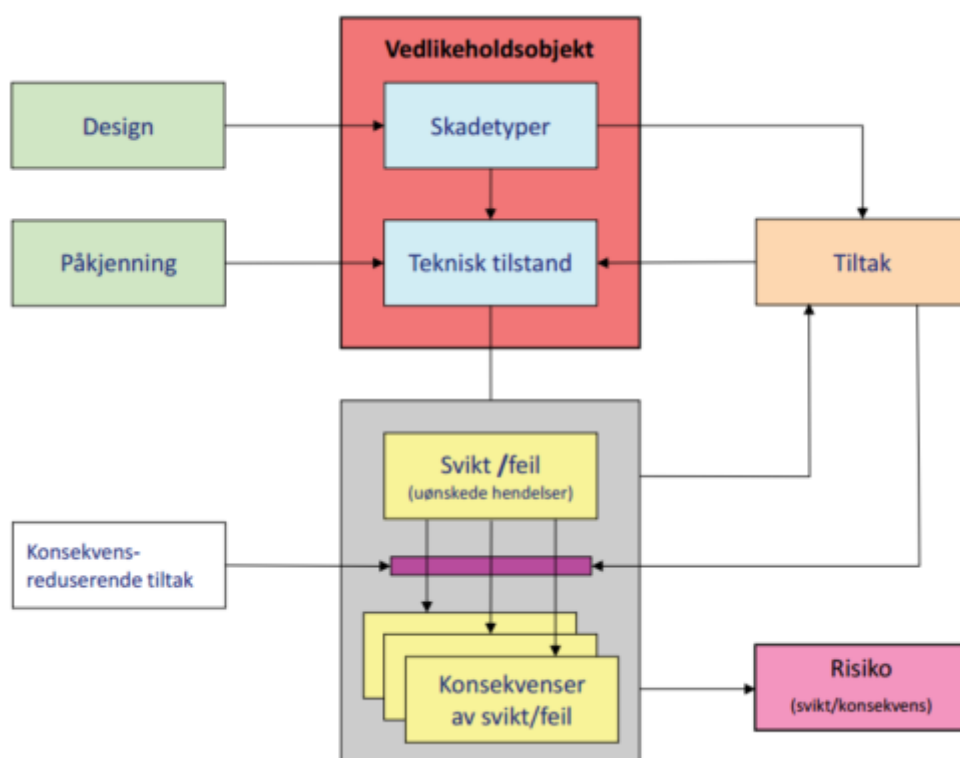 Vedlikeholdsobjekt
Design
Skadetyper
Påkjenning
Teknisk tilstand
Tiltak
Svikt /feil
(uønskede hendelser)
Konsekvens-
reduserende tiltak
Konsekvenser
av svikt/feil
Risiko
(svikt/konsekvens)